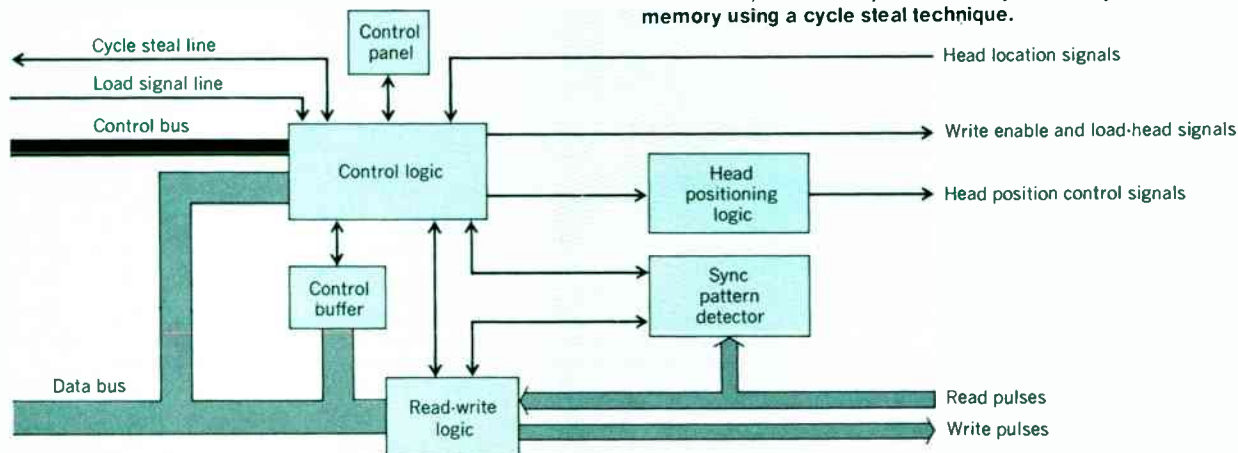 memory using a cycle steal technique.
Cycle steal line
Control
panel
Head location signals
Load signal line
Control bus
Write enable and load-head signals
Control logic
Head
positioning
logic
Head position control signals
Control
buffer
Sync
pattern
detector
Data bus
Read-write
logic
Read pulses
Write pulses